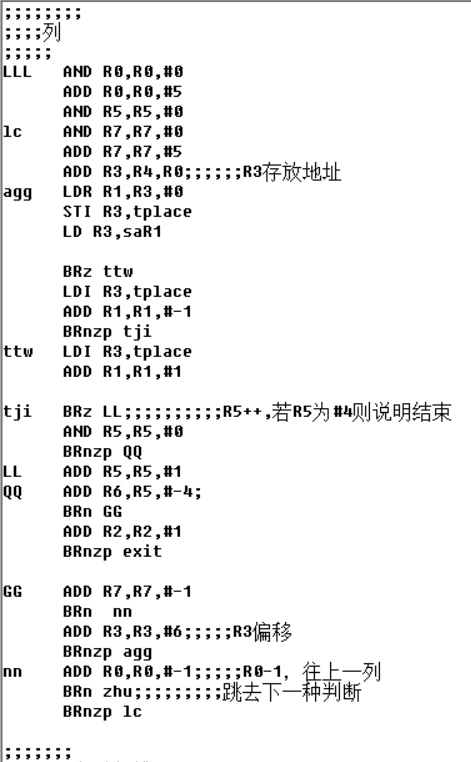 ;;;;;;;;
;;;;列
;;;;;
LLL AND R0,R0,#0
ADD R0,R0,#5
AND R5,R5,#0
lc AND R7,R7,#0
ADD R7,R7,#5
ADD R3,R4,R0;;;;;;R3存放地址
agg LDR R1,R3,#0
STI R3,tplace
LD R3,saR1
BRz ttw
LDI R3,tplace
ADD R1,R1,#-1
BRnzp tji
ttw LDI R3,tplace
ADD R1,R1,#1
tji BRz LL;;;;;;;;;;R5++,若R5为#4则说明结束
AND R5,R5,#0
BRnzp QQ
LL ADD R5,R5,#1
QQ ADD R6,R5,#-4;
BRn GG
ADD R2,R2,#1
BRnzp exit
GG ADD R7,R7,#-1
BRn nn
ADD R3,R3,#6;;;;;R3偏移
BRnzp agg
nn ADD R0,R0,#-1;;;;;R0-1，往上一列
BRn zhu;;;;;;;;;跳去下一种判断
BRnzp lc
;;;;;;;